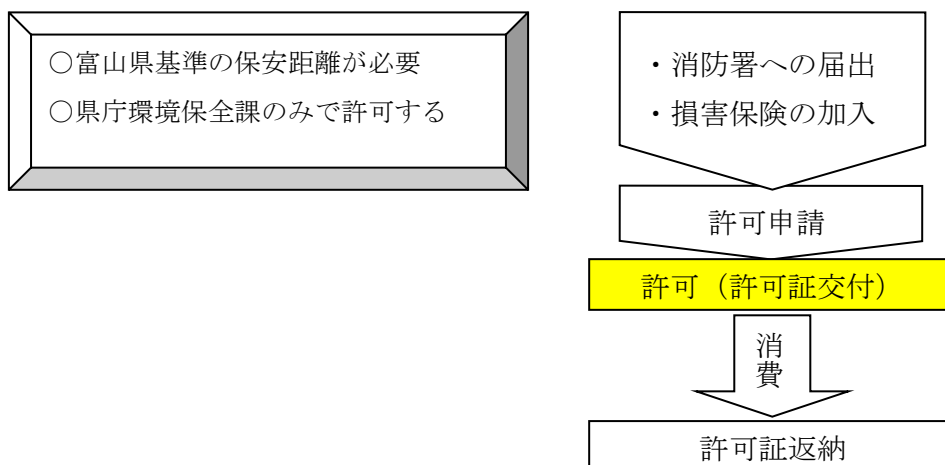 ○富山県基準の保安距離が必要
○県庁環境保全課のみで許可する
・消防署への届出
・損害保険の加入
許可申請
許可（許可証交付）
消
費
許可証返納